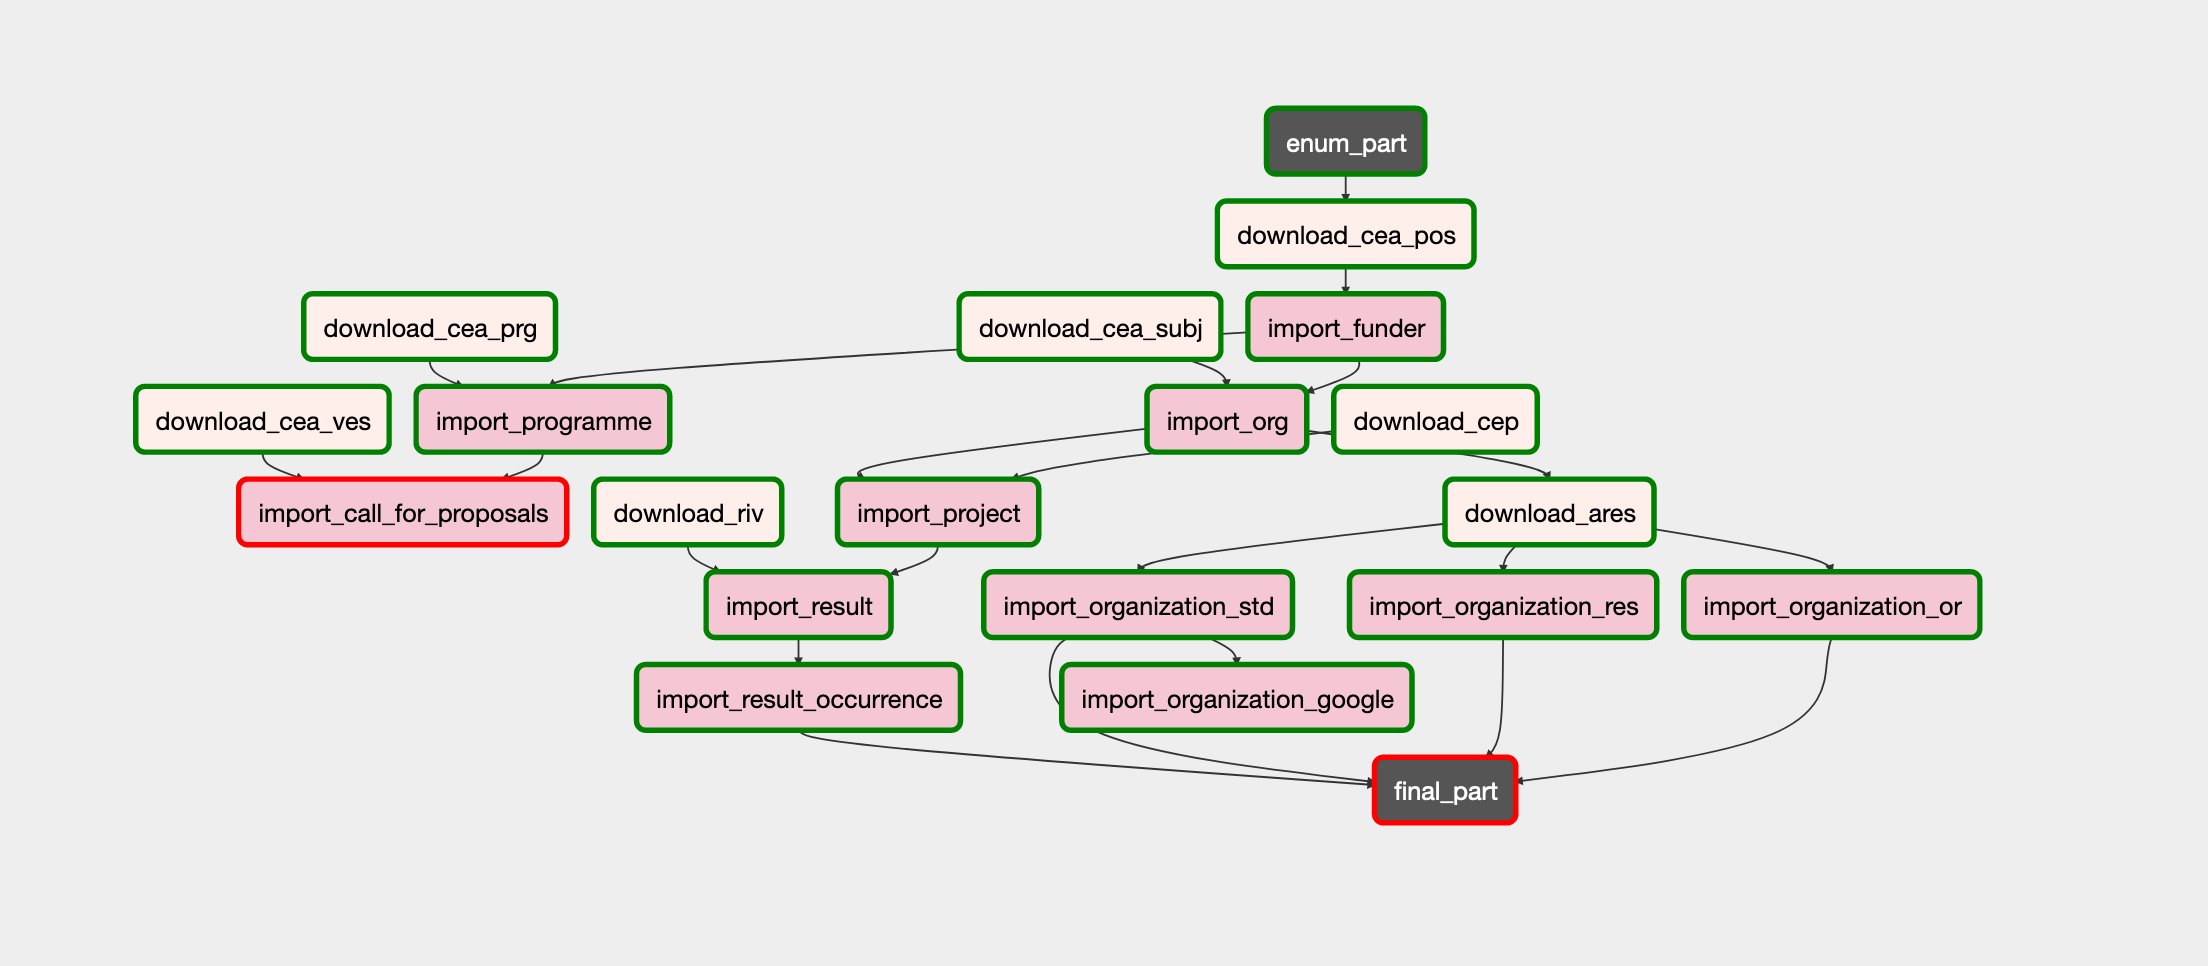 enum_part
download_cea_pos
download_cea_prg
download_cea_subj
import_funder
download_cea_ves
import_programme
import_org
download_cep
import_call_for_proposals
download_riv
import_project
download_ares
import_result
import_organization_std
import_organization_res
import_organization_or
import_result_occurrence
import_organization_google
final_part